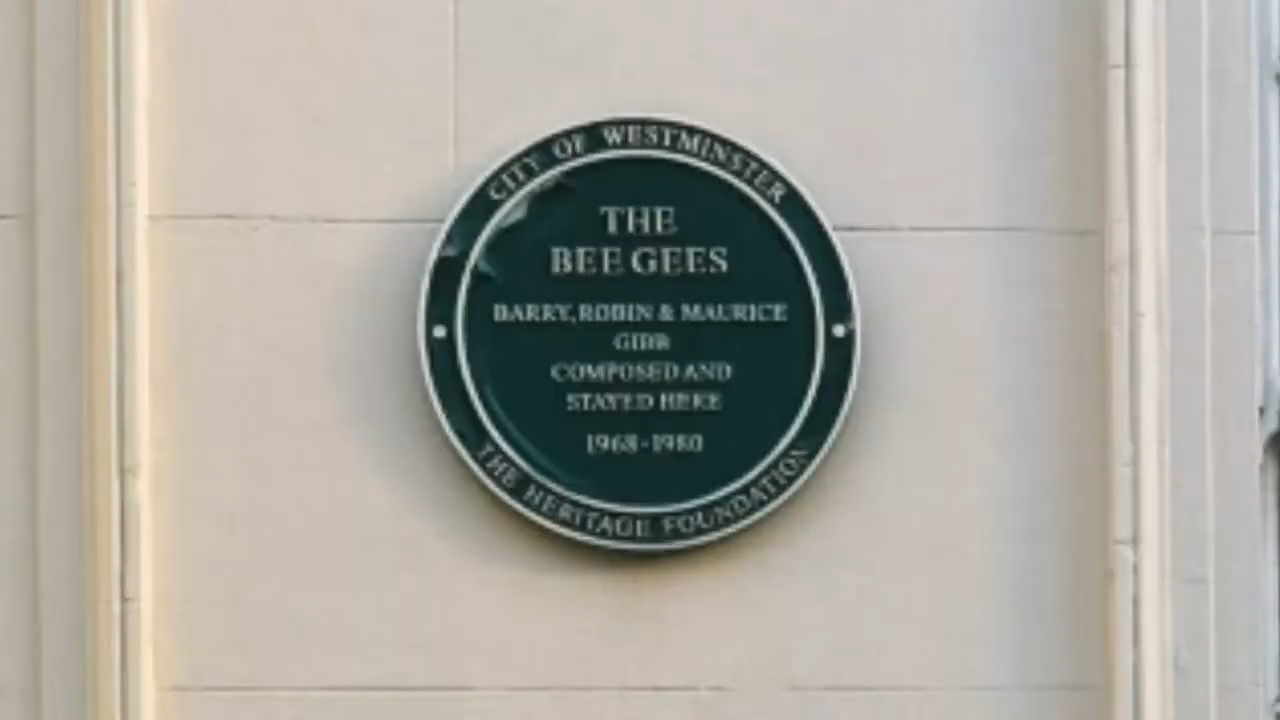 CITY OF WESTMINSTER
THE
BEE GEES
BARRY, ROBIN & MAURICE
GIBB
COMPOSED AND
STAYED HERE
1968-1980
THE HERITAGE FOUNDATION